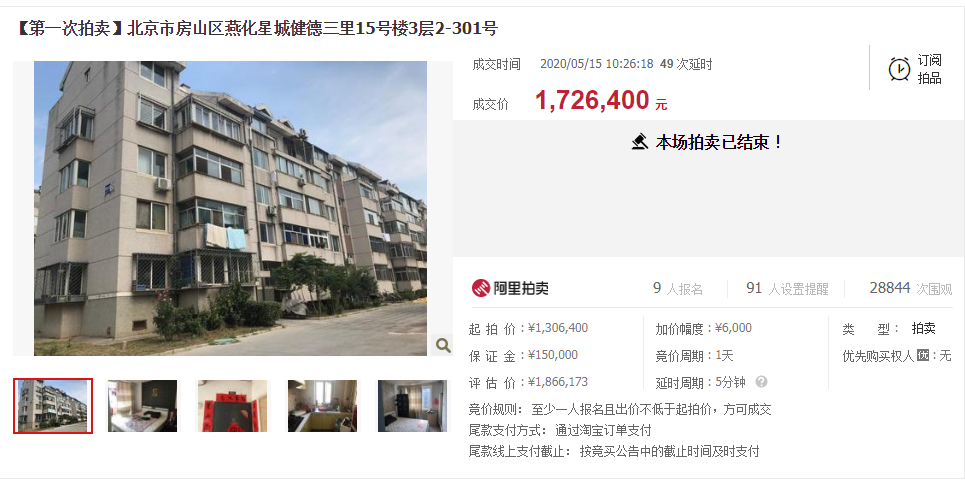 【第一次拍卖】北京市房山区燕化星城健德三里15号楼3层2-301号
成交时间 2020/05/15 10:26:18 49 次延时
订阅
拍品
成交价 1,726,400 元
本场拍卖已结束！
阿里拍卖 9 人报名 91 人设置提醒 28844 次围观
起 拍 价：¥1,306,400 加价幅度：¥6,000 类 型： 拍卖
保 证 金：¥150,000 竞价周期：1天 优先购买权人优：无
评 估 价：¥1,866,173 延时周期：5分钟 ?
竞价规则： 至少一人报名且出价不低于起拍价，方可成交
尾款支付方式： 通过淘宝订单支付
尾款线上支付截止： 按竞买公告中的截止时间及时支付